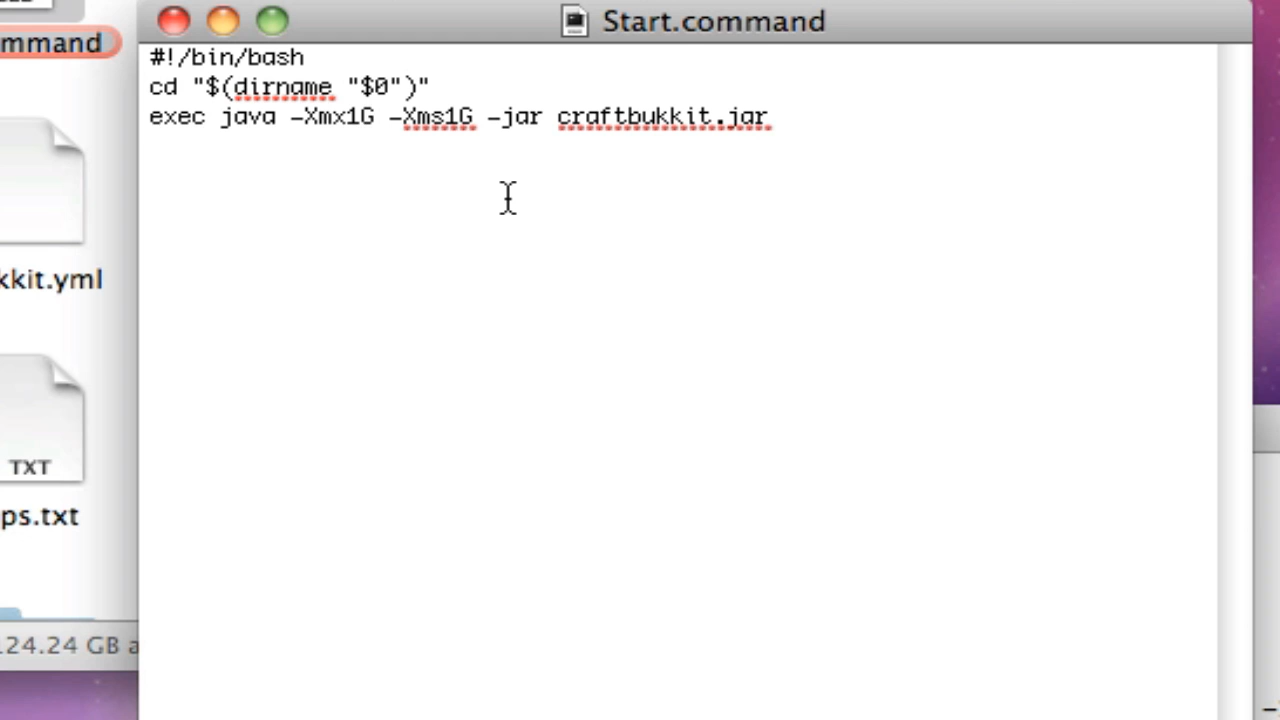 Start.command
mmand
#!/bin/bash
cd "$(dirname "$0")"
exec java -Xmx1G -Xms1G -jar craftbukkit.jar
kkit.yml
TXT
ps.txt
124.24 GB a